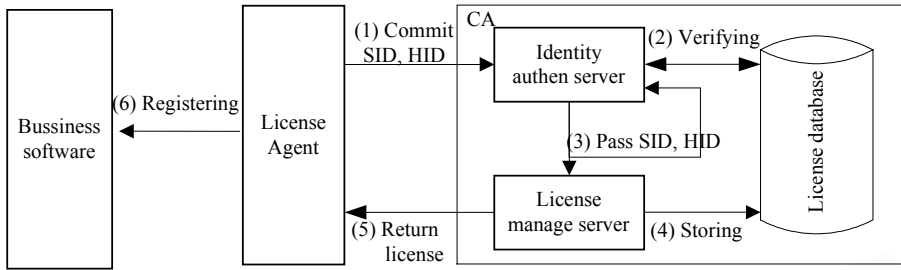 CA
(1) Commit
SID, HID
Identity
authen server
(2) Verifying
(6) Registering
Bussiness
software
License
Agent
(3) Pass SID, HID
License database
License
manage server
(5) Return
license
(4) Storing